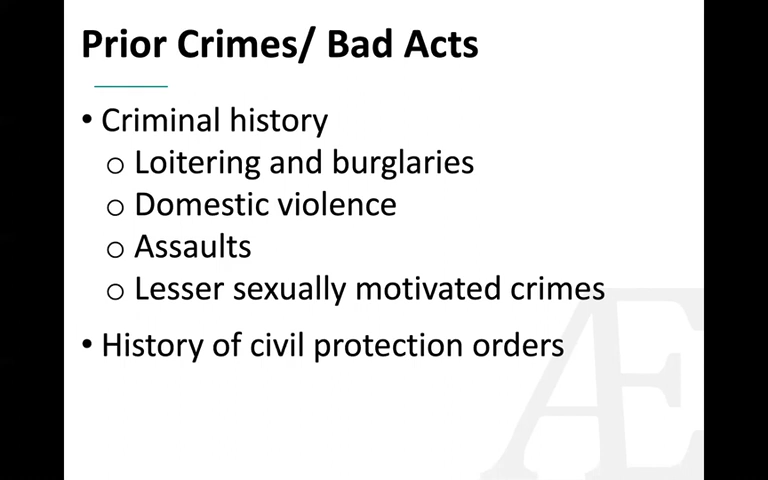 Prior Crimes/ Bad Acts
• Criminal history
o Loitering and burglaries
o Domestic violence
o Assaults
o Lesser sexually motivated crimes
• History of civil protection orders
Æ